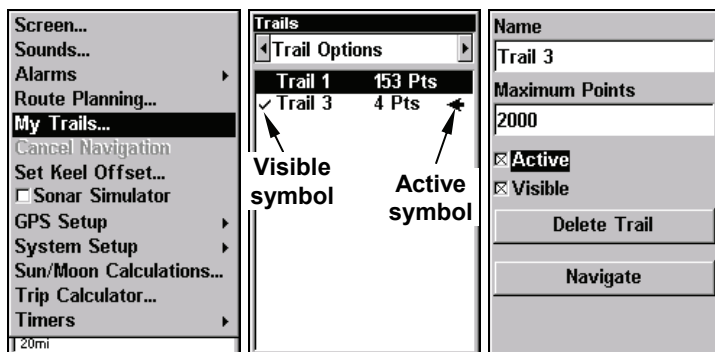 Screen...
Sounds...
Alarms
Route Planning...
My Trails...
Cancel Navigation
Set Keel Offset...
Sonar Simulator
GPS Setup
System Setup
Sun/Moon Calculations...
Trip Calculator...
Timers
20mi
Trails
Trail Options
Trail 1 153 Pts
Trail 3 4 Pts
Visible
symbol
Active
symbol
Name
Trail 3
Maximum Points
2000
Active
Visible
Delete Trail
Navigate